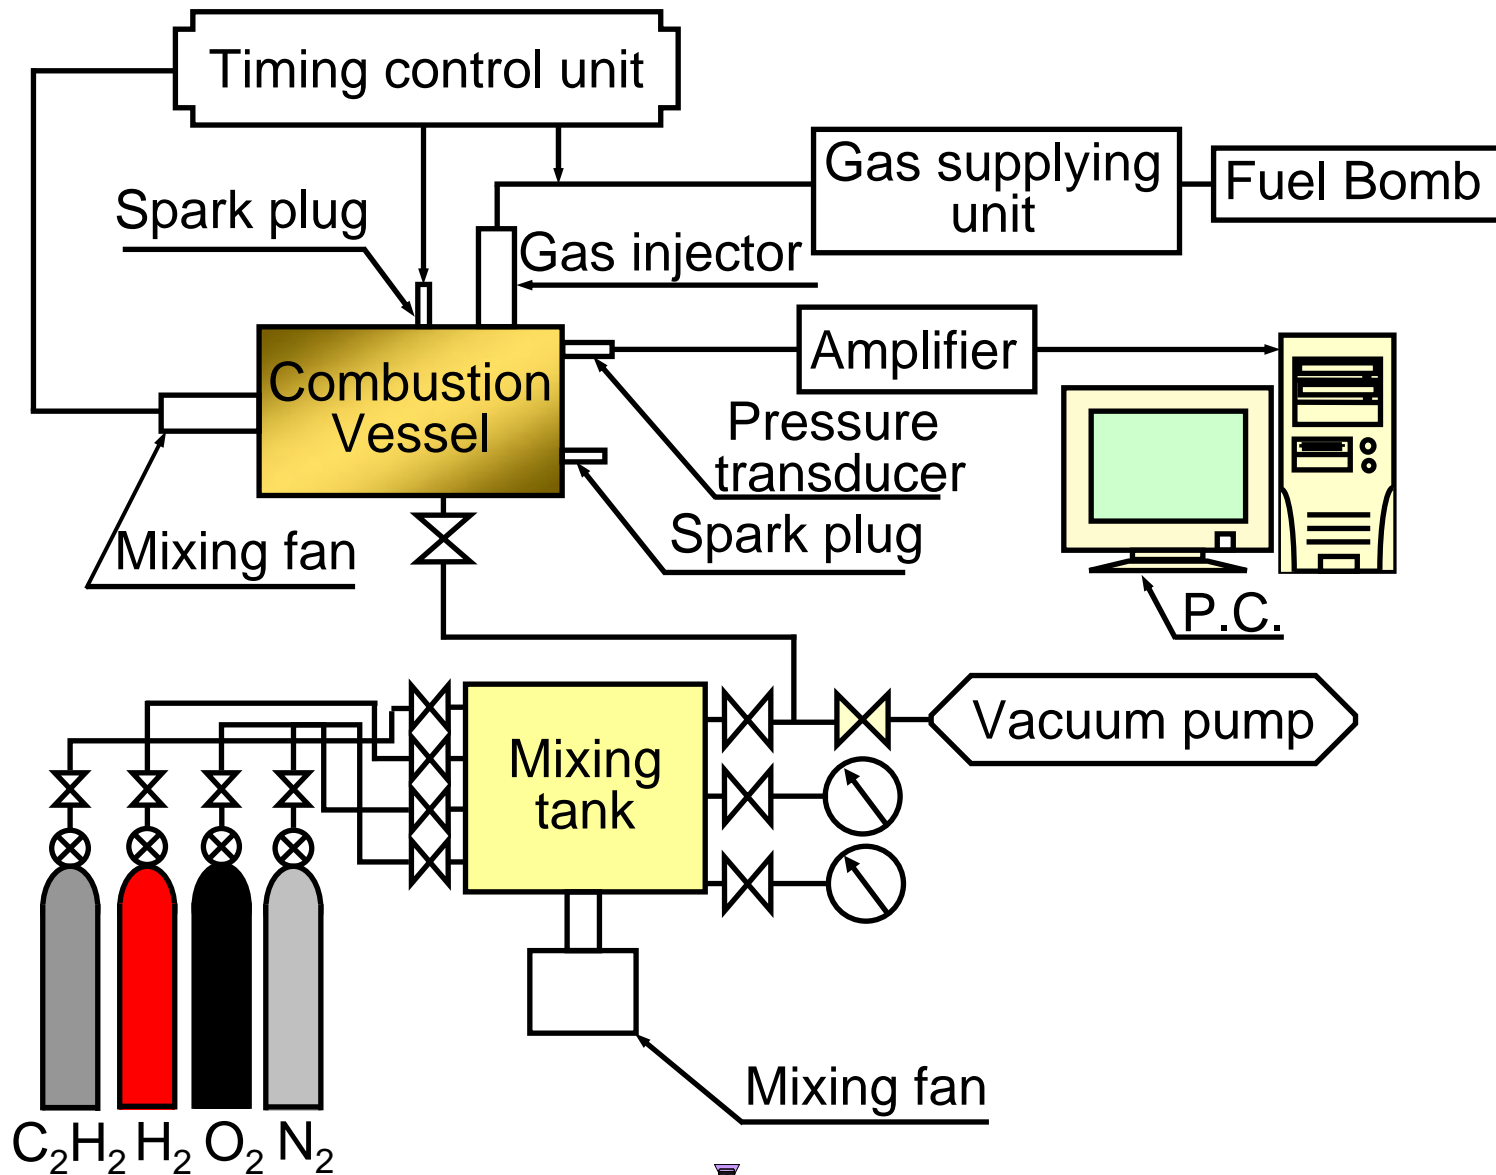 Timing control unit
Gas supplying
unit
Fuel Bomb
Spark plug
Gas injector
Amplifier
Combustion
Vessel
Pressure
transducer
Spark plug
Mixing fan
P.C.
Vacuum pump
Mixing
tank
Mixing fan
C₂H₂ H₂ O₂ N₂